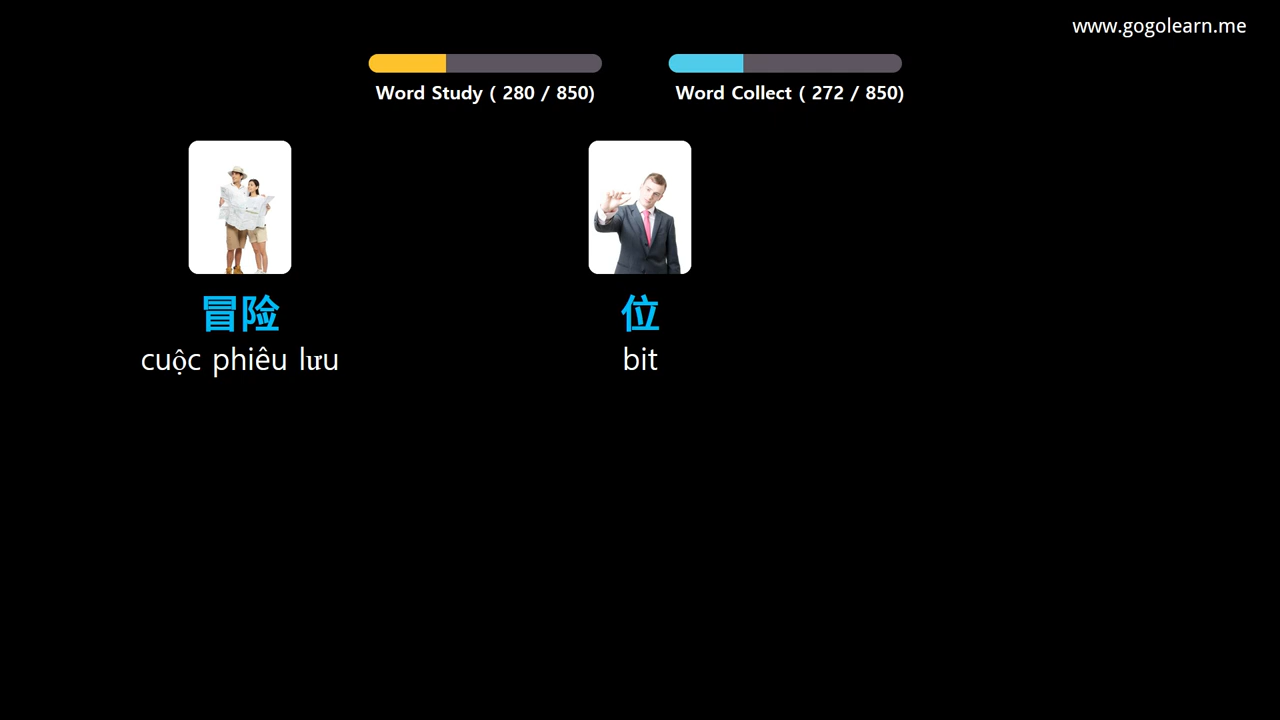 www.gogolearn.me
Word Study ( 280 / 850)
Word Collect ( 272 / 850)
冒险
cuộc phiêu lưu
位
bit